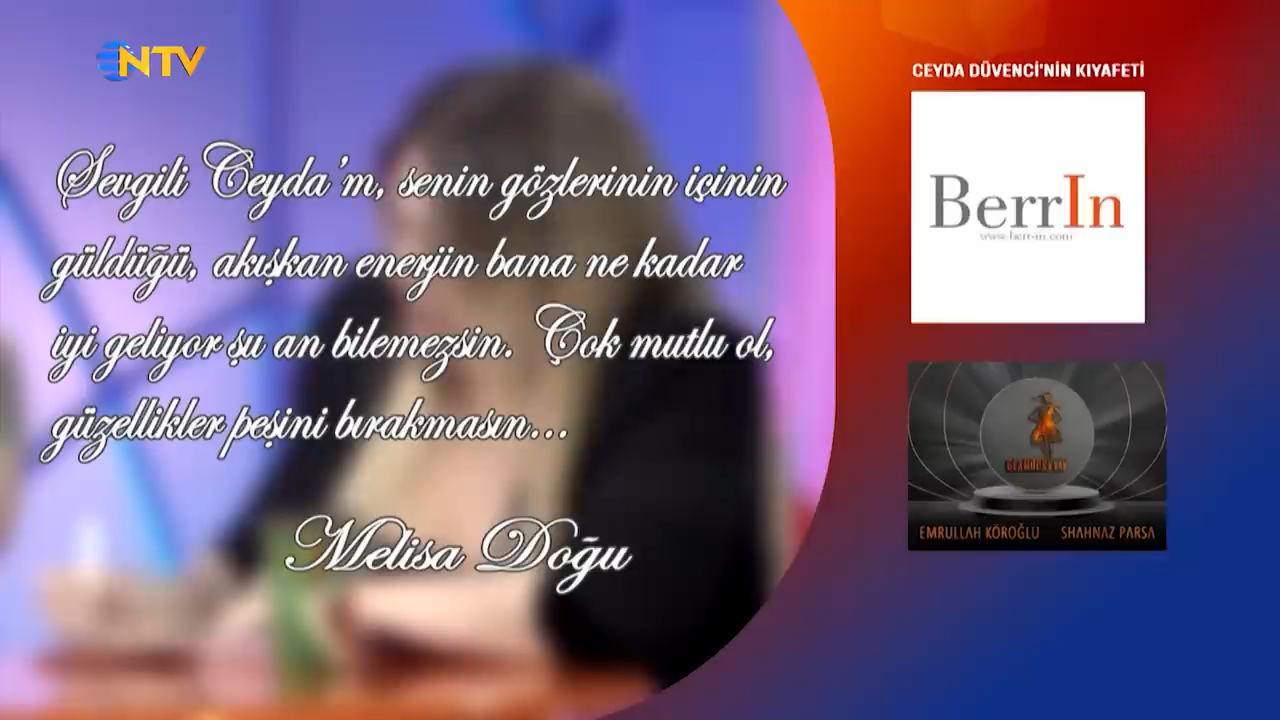 NTV
Sevgili Ceyda'm, senin gözlerinin içinin
güldüğü, akışkan enerjin bana ne kadar
iyi geliyor şu an bilemezsin. Çok mutlu ol,
güzellikler peşini bırakmasın...
Melisa Doğu
CEYDA DÜVENCİ'NİN KIYAFETİ
BerrIn
www.berr-in.com
EMRULLAH KÖROĞLU SHAHNAZ PARSA